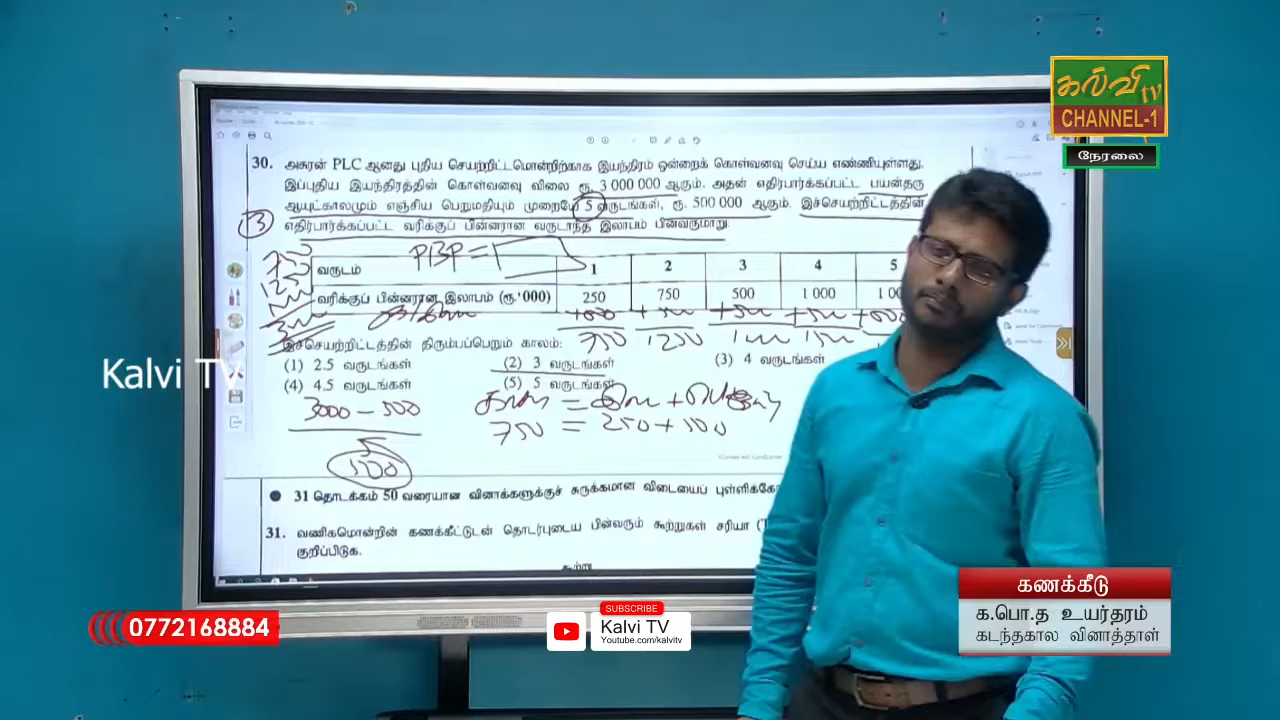 கல்வி tv
CHANNEL-1
நேரலை
30. அசுரன் PLC ஆனது புதிய செயற்றிட்டமொன்றிற்காக இயந்திரம் ஒன்றைக் கொள்வனவு செய்ய எண்ணியுள்ளது.
இப்புதிய இயந்திரத்தின் கொள்வனவு விலை ரூ. 3 000 000 ஆகும். அதன் எதிர்பார்க்கப்பட்ட பயன்தரு
ஆயுட்காலமும் எஞ்சிய பெறுமதியும் முறையே 5 வருடங்கள், ரூ. 500 000 ஆகும். இச்செயற்றிட்டத்தின்
எதிர்பார்க்கப்பட்ட வரிக்குப் பின்னரான வருடாந்த இலாபம் பின்வருமாறு
3
PBP =
வருடம் 1 2 3 4 5
வரிக்குப் பின்னரான இலாபம் (ரூ.'000) 250 750 500 1 000
750 1250
இச்செயற்றிட்டத்தின் திருப்பப்பெறும் காலம்:
(1) 2.5 வருடங்கள் (2) 3 வருடங்கள் (3) 4 வருடங்கள்
(4) 4.5 வருடங்கள் (5) 5 வருடங்கள்
3000 - 500
750 = 250 +
500
31 தொடக்கம் 50 வரையான வினாக்களுக்குச் சுருக்கமான விடையைப்
31. வணிகமொன்றின் கணக்கீட்டுடன் தொடர்புடைய பின்வரும் கூற்றுகள் சரியா
குறிப்பிடுக.
கூற்று
Kalvi TV
0772168884
SUBSCRIBE
Kalvi TV
Youtube.com/kalvitv
கணக்கீடு
க.பொ.த உயர்தரம்
கடந்தகால வினாத்தாள்